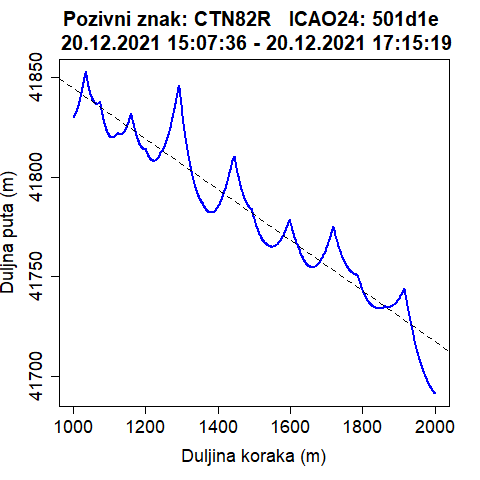 Pozivni znak: CTN82R   ICAO24: 501d1e
20.12.2021 15:07:36 - 20.12.2021 17:15:19
Duljna puta (m)
41850
41800
41750
41700
1000 1200 1400 1600 1800 2000
Duljina koraka (m)